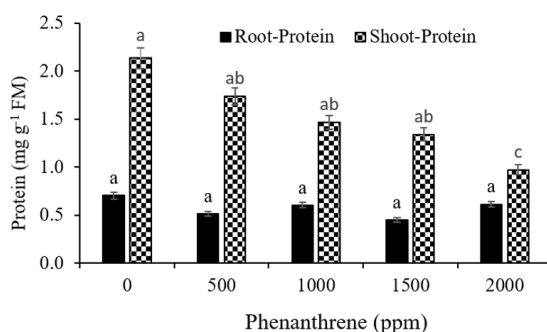 Root-Protein Shoot-Protein
Protein (mg g⁻¹ FM)
2.5
2.0
1.5
1.0
0.5
0.0
a a
a ab
a ab
a ab
a c
0 500 1000 1500 2000
Phenanthrene (ppm)